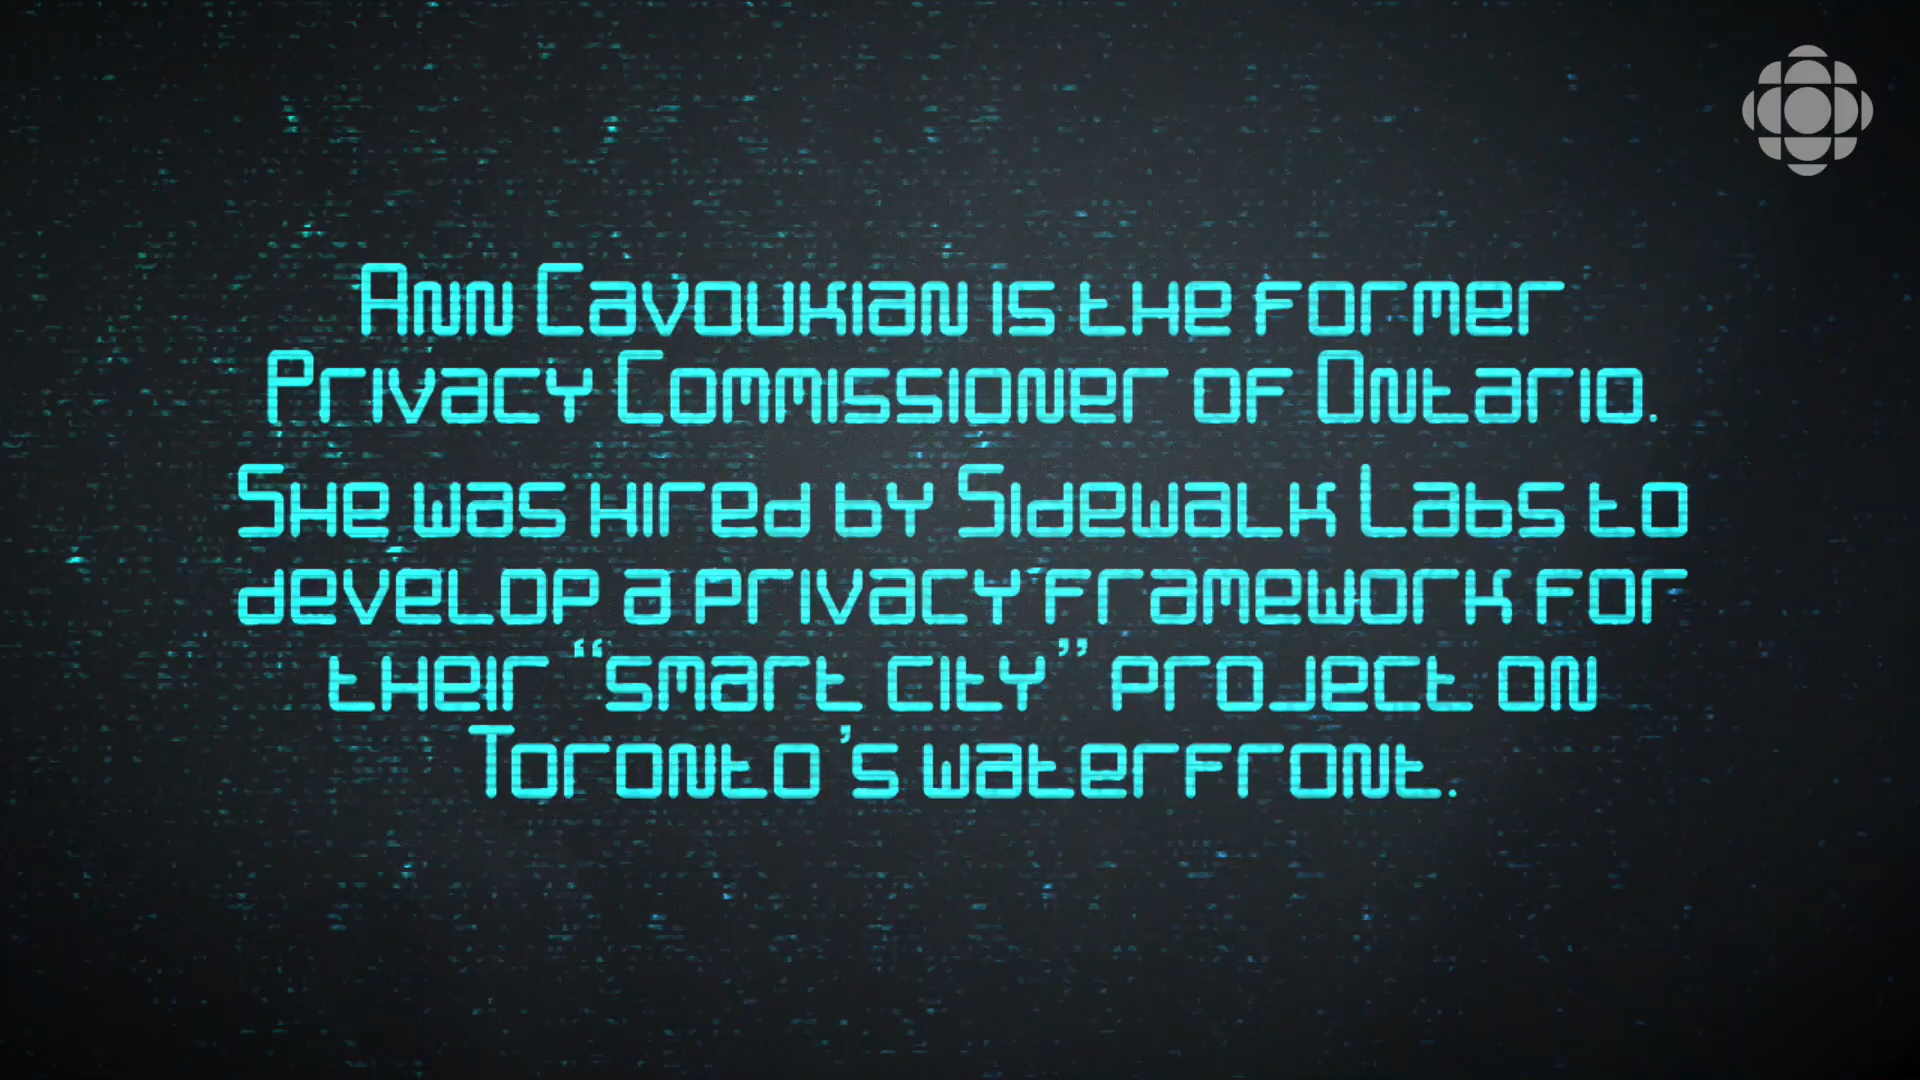 Ann Cavoukian is the former
Privacy Commissioner of Ontario.
She was hired by Sidewalk Labs to
develop a privacy framework for
their “smart city” project on
Toronto’s waterfront.